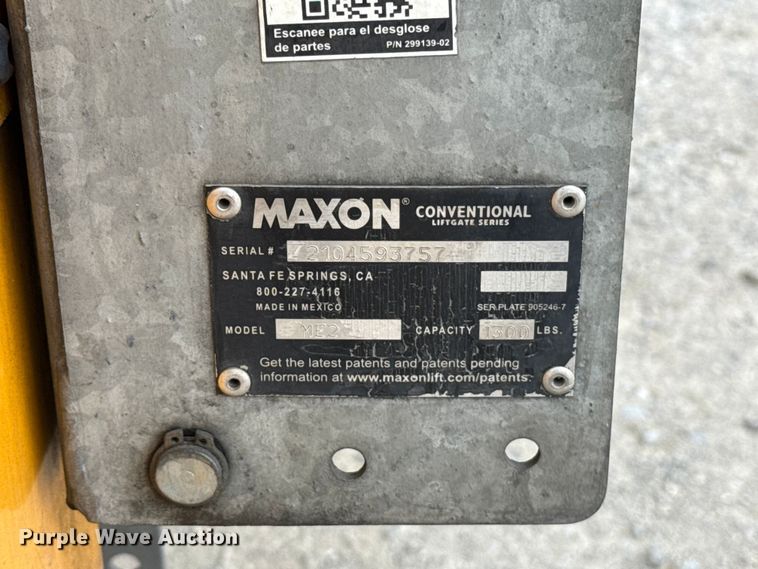 Escanee para el desglose
de partes P/N 299139-02
MAXON® CONVENTIONAL
LIFTGATE SERIES
SERIAL # 2104593757
SANTA FE SPRINGS, CA
800-227-4116
MADE IN MEXICO SER.PLATE 905246-7
MODEL CAPACITY 1300 LBS.
Get the latest patents and patents pending
information at www.maxonlift.com/patents.
Purple Wave Auction